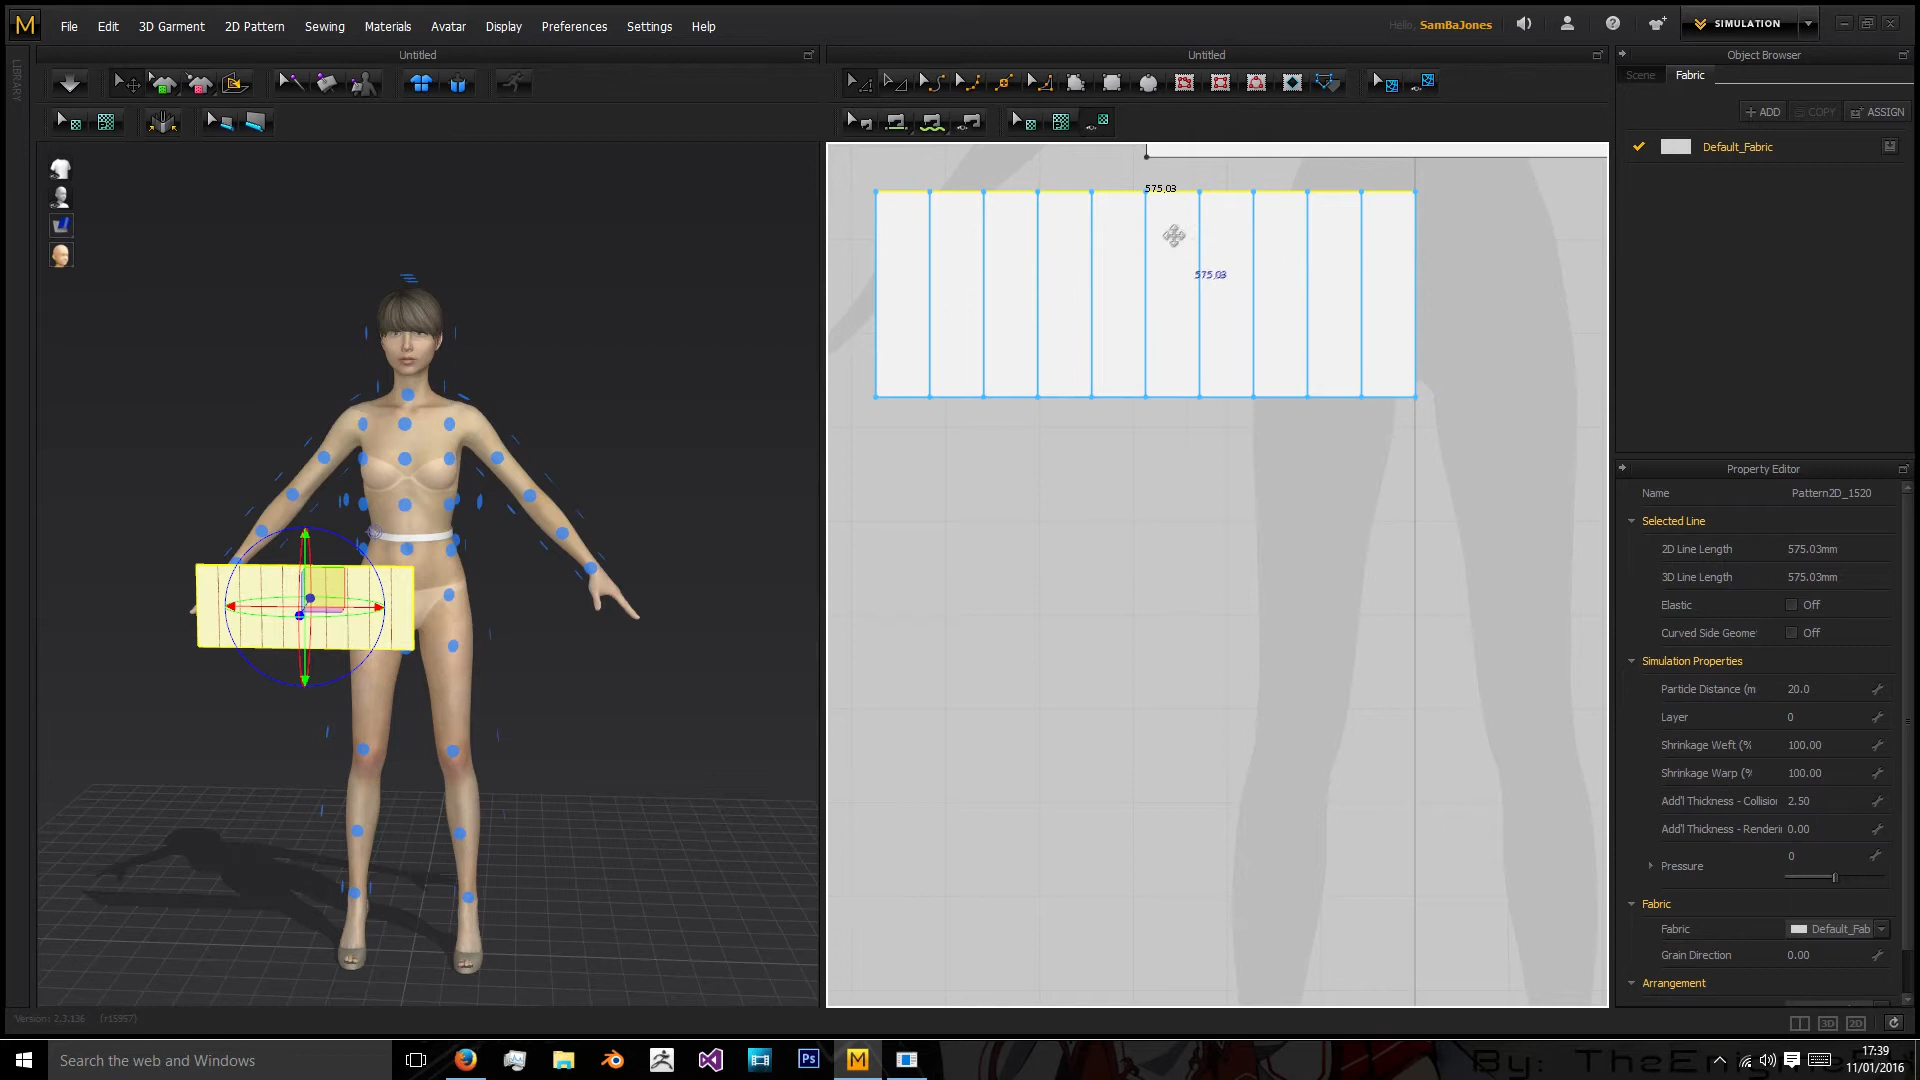 M File Edit 3D Garment 2D Pattern Sewing Materials Avatar Display Preferences Settings Help
Hello, SamBaJones
SIMULATION
Untitled
Untitled
Object Browser
LIBRARY
Scene Fabric
ADD COPY ASSIGN
Default_Fabric
575,03
575,03
Property Editor
Name Pattern2D_1520
Selected Line
2D Line Length 575.03mm
3D Line Length 575.03mm
Elastic Off
Curved Side Geome Off
Simulation Properties
Particle Distance (m 20.0
Layer 0
Shrinkage Weft (% 100.00
Shrinkage Warp (% 100.00
Add'l Thickness - Collision 2.50
Add'l Thickness - Renderin 0.00
Pressure 0
Fabric
Fabric Default_Fab
Grain Direction 0.00
Arrangement
Version: 2.3.136 (r15957)
3D 2D
Search the web and Windows
Ps
M
17:39
11/01/2016